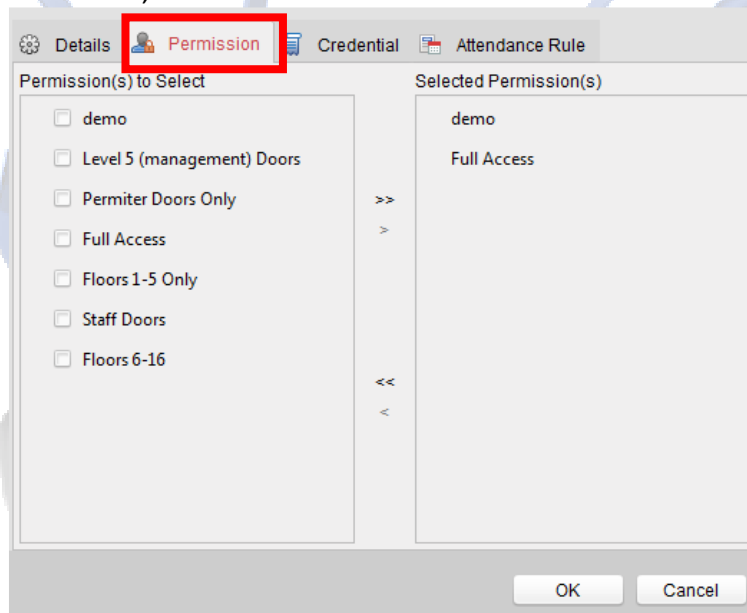 Details Permission Credential Attendance Rule
Permission(s) to Select Selected Permission(s)
demo demo
Level 5 (management) Doors Full Access
Permiter Doors Only >>
Full Access >
Floors 1-5 Only
Staff Doors
Floors 6-16
<<
<
OK Cancel